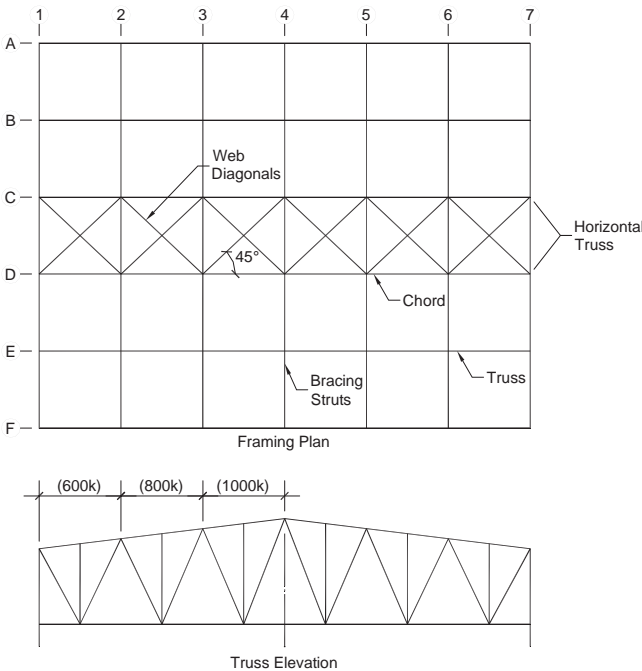 1 2 3 4 5 6 7
A
B
Web
Diagonals
C
Horizontal
Truss
45°
D
Chord
E
Bracing
Struts
Truss
F
Framing Plan
(600k) (800k) (1000k)
Truss Elevation